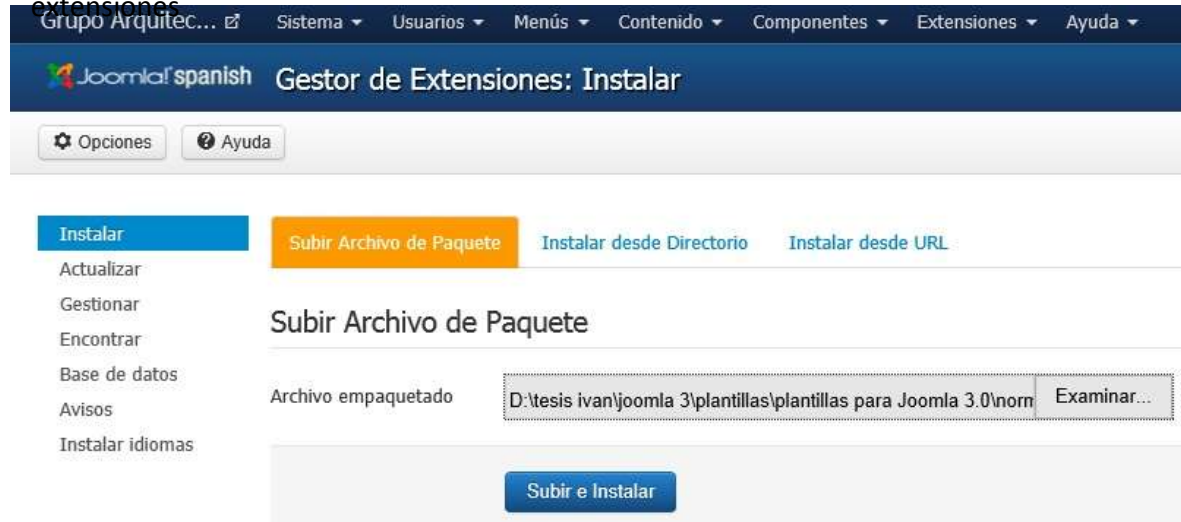 extensiones
Grupo Arquitec... Sistema Usuarios Menús Contenido Componentes Extensiones Ayuda
Joomla! spanish Gestor de Extensiones: Instalar
Opciones Ayuda
Instalar
Actualizar
Gestionar
Encontrar
Base de datos
Avisos
Instalar idiomas
Subir Archivo de Paquete Instalar desde Directorio Instalar desde URL
Subir Archivo de Paquete
Archivo empaquetado D:\tesis ivan\joomla 3\plantillas\plantillas para Joomla 3.0\norm Examinar...
Subir e Instalar